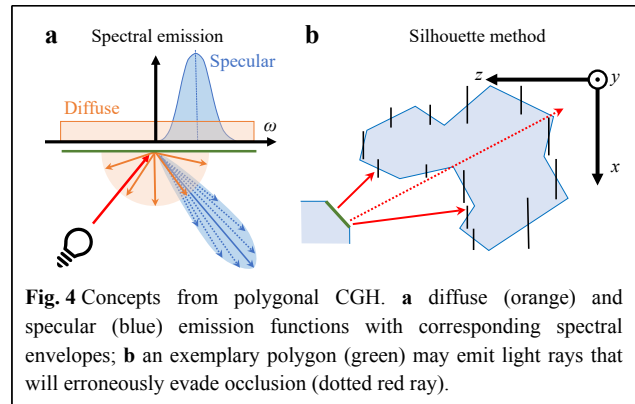 a Spectral emission
Specular
Diffuse
ω
b Silhouette method
z
y
x
Fig. 4 Concepts from polygonal CGH. a diffuse (orange) and
specular (blue) emission functions with corresponding spectral
envelopes; b an exemplary polygon (green) may emit light rays that
will erroneously evade occlusion (dotted red ray).